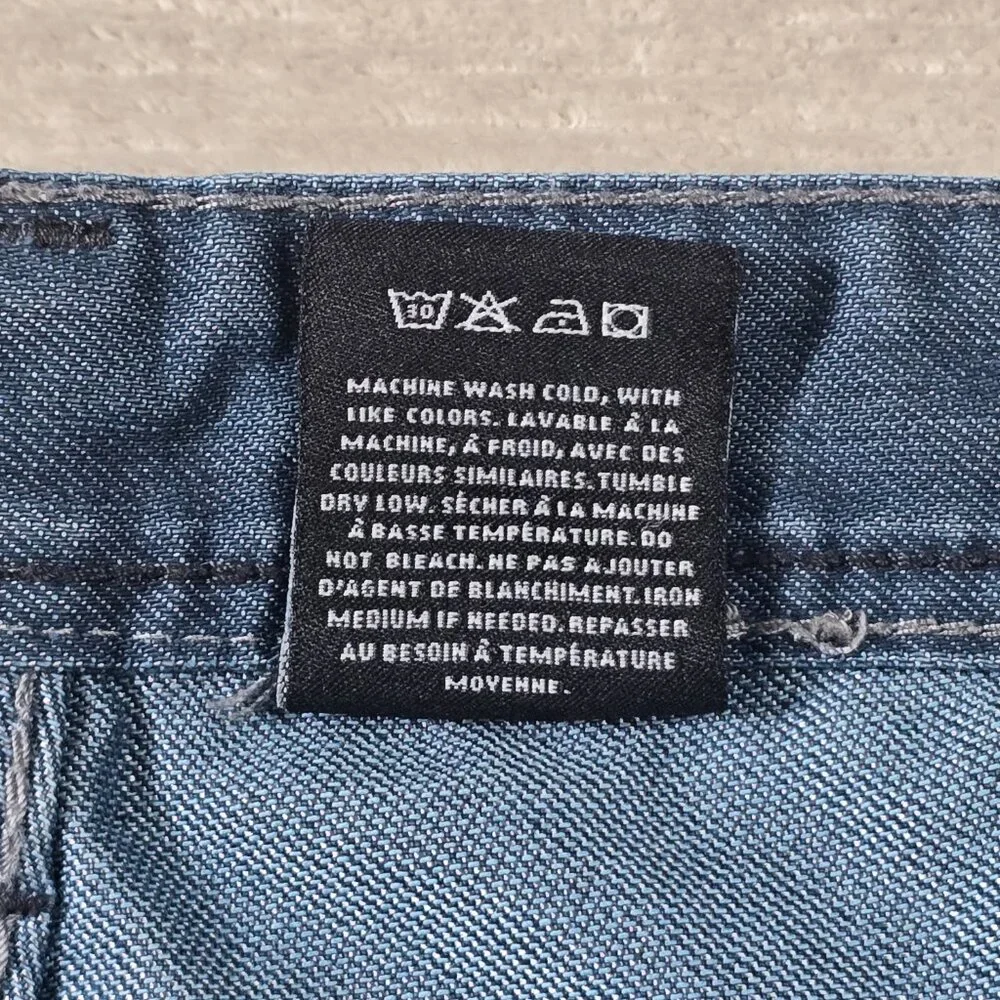 30
MACHINE WASH COLD, WITH
LIKE COLORS. LAVABLE À LA
MACHINE, À FROID, AVEC DES
COULEURS SIMILAIRES. TUMBLE
DRY LOW. SÉCHER À LA MACHINE
À BASSE TEMPÉRATURE. DO
NOT BLEACH. NE PAS AJOUTER
D'AGENT DE BLANCHIMENT. IRON
MEDIUM IF NEEDED. REPASSER
AU BESOIN À TEMPÉRATURE
MOYENNE.